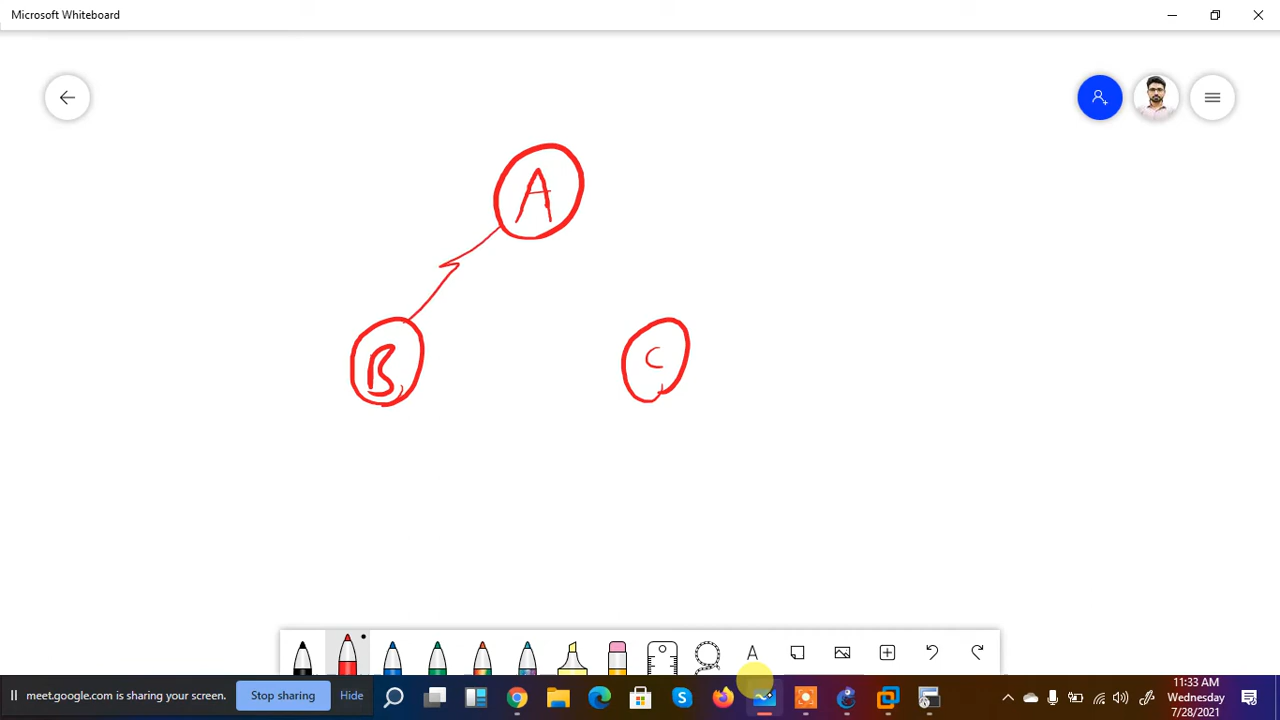 Microsoft Whiteboard
A
B
C
A
meet.google.com is sharing your screen.
Stop sharing
Hide
11:33 AM
Wednesday
7/28/2021